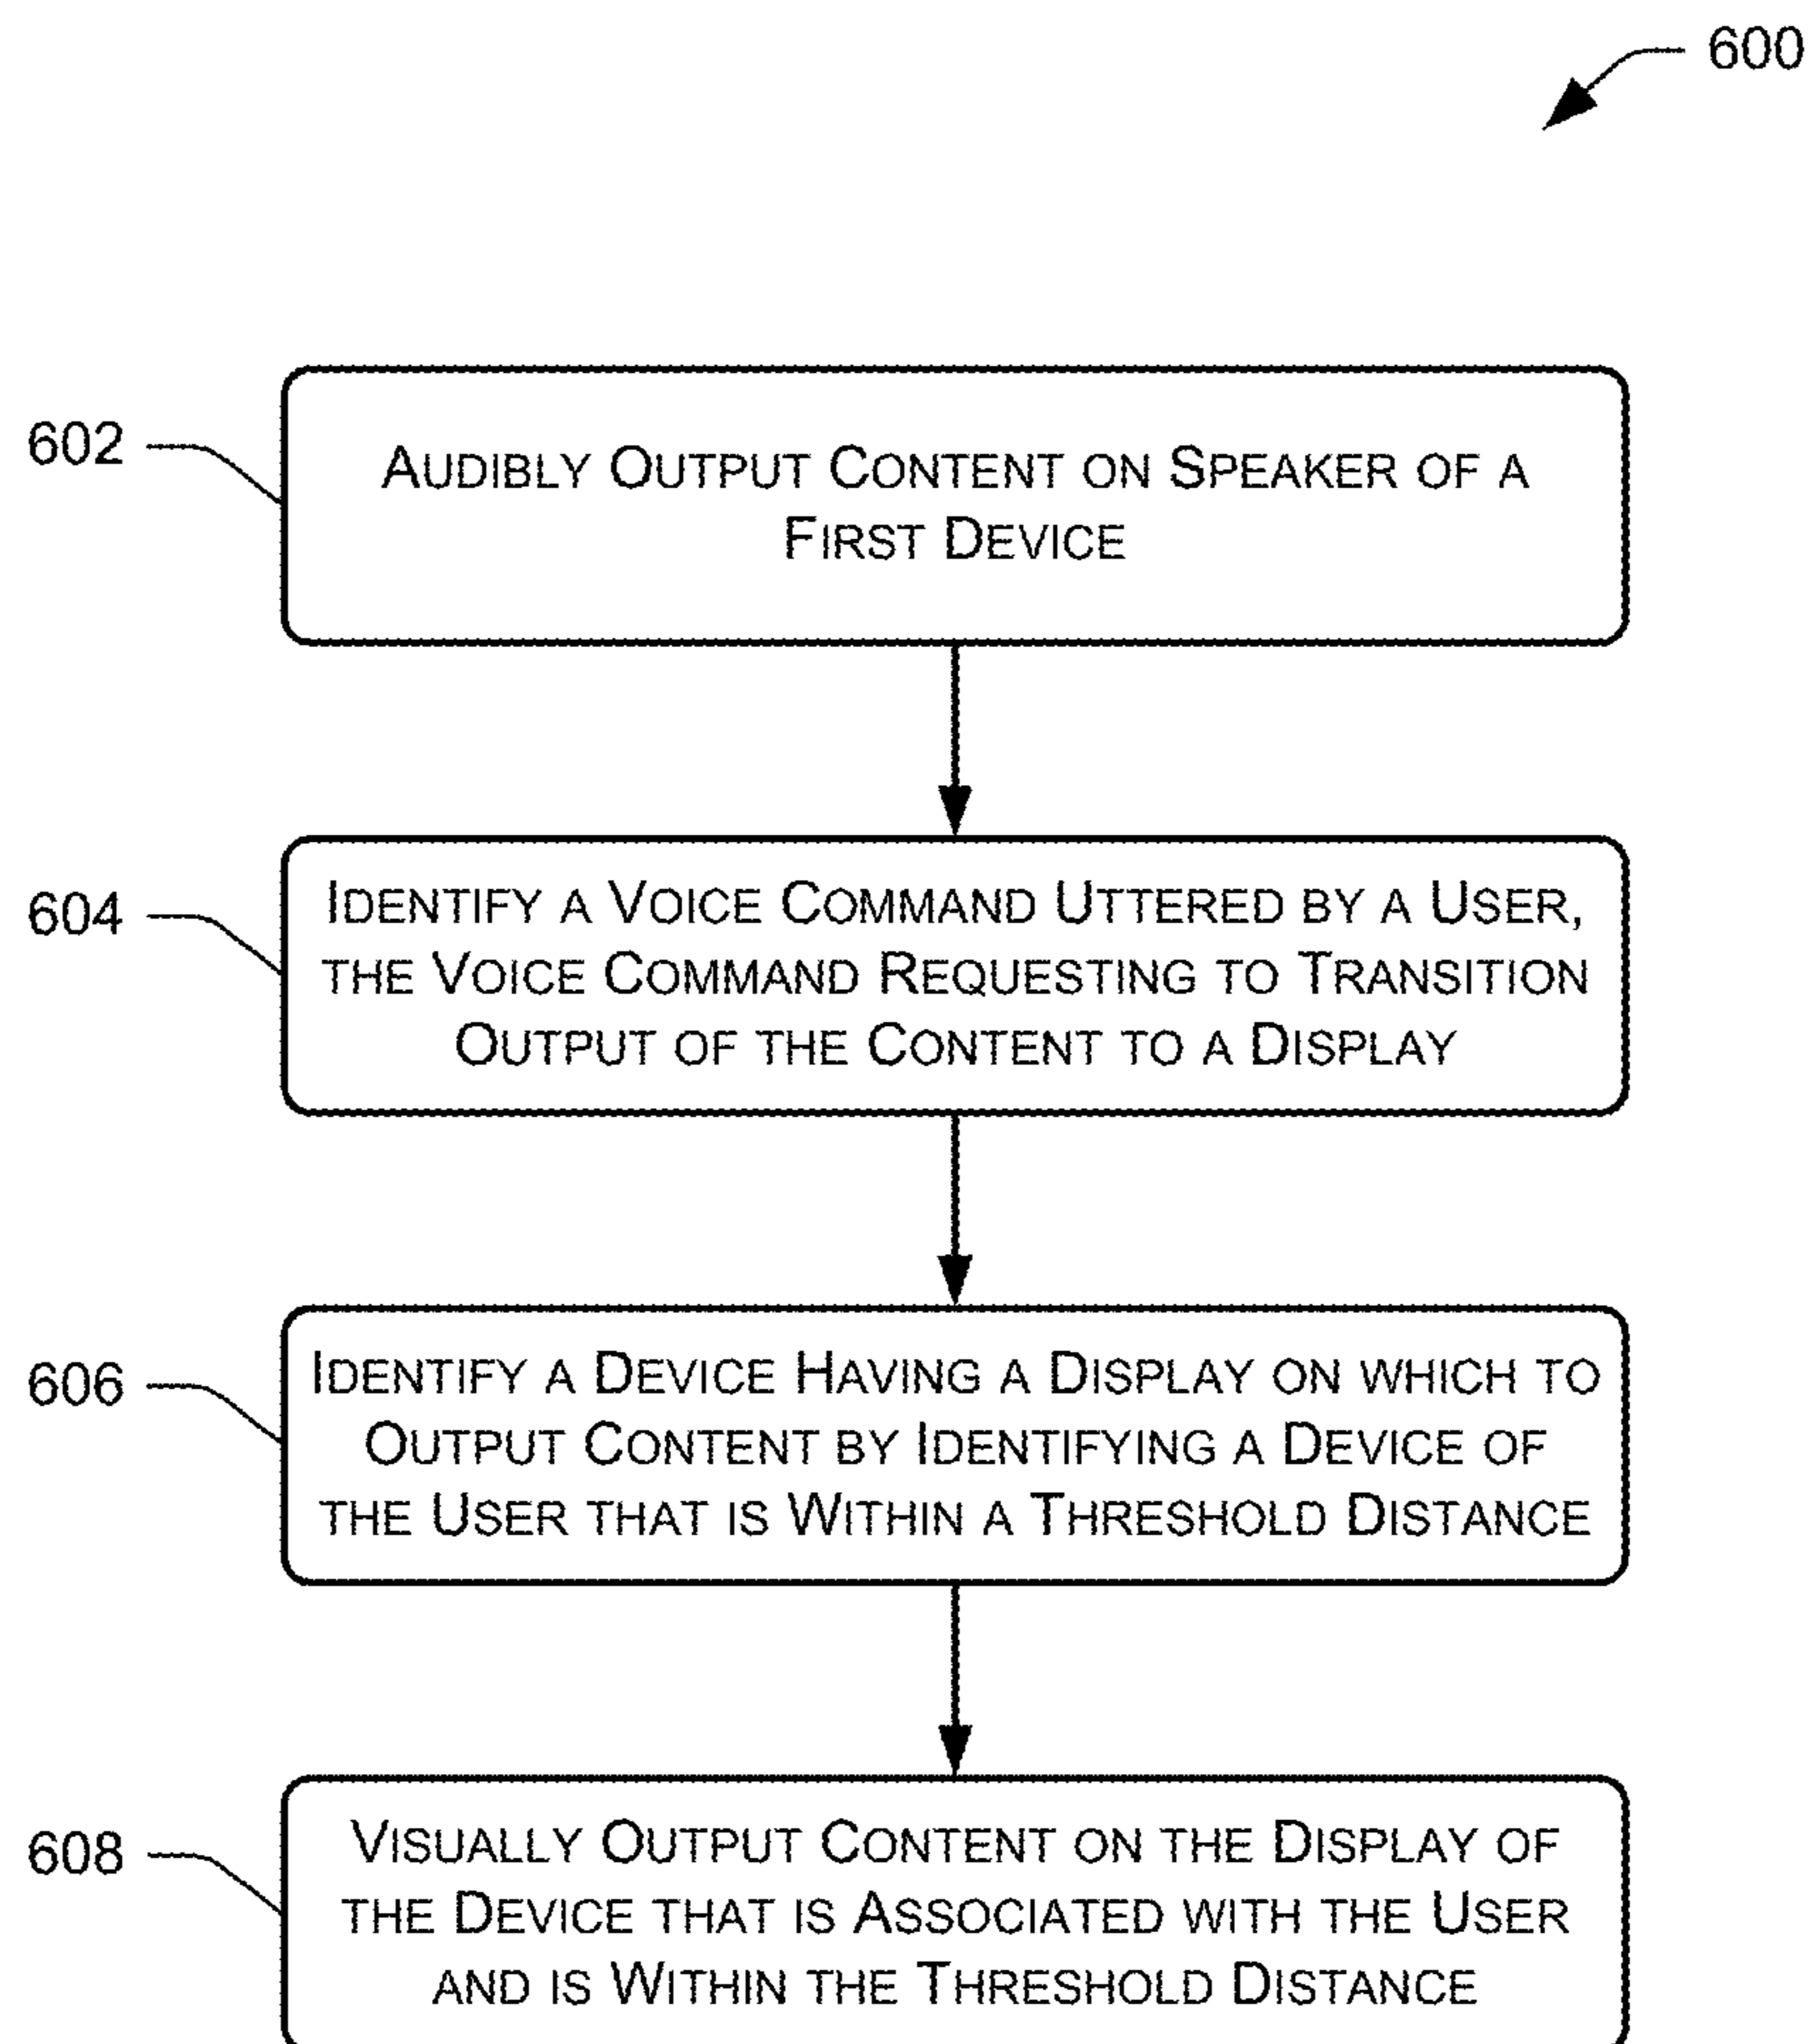 600
602
AUDIBLY OUTPUT CONTENT ON SPEAKER OF A
FIRST DEVICE
604
IDENTIFY A VOICE COMMAND UTTERED BY A USER,
THE VOICE COMMAND REQUESTING TO TRANSITION
OUTPUT OF THE CONTENT TO A DISPLAY
606
IDENTIFY A DEVICE HAVING A DISPLAY ON WHICH TO
OUTPUT CONTENT BY IDENTIFYING A DEVICE OF
THE USER THAT IS WITHIN A THRESHOLD DISTANCE
608
VISUALLY OUTPUT CONTENT ON THE DISPLAY OF
THE DEVICE THAT IS ASSOCIATED WITH THE USER
AND IS WITHIN THE THRESHOLD DISTANCE